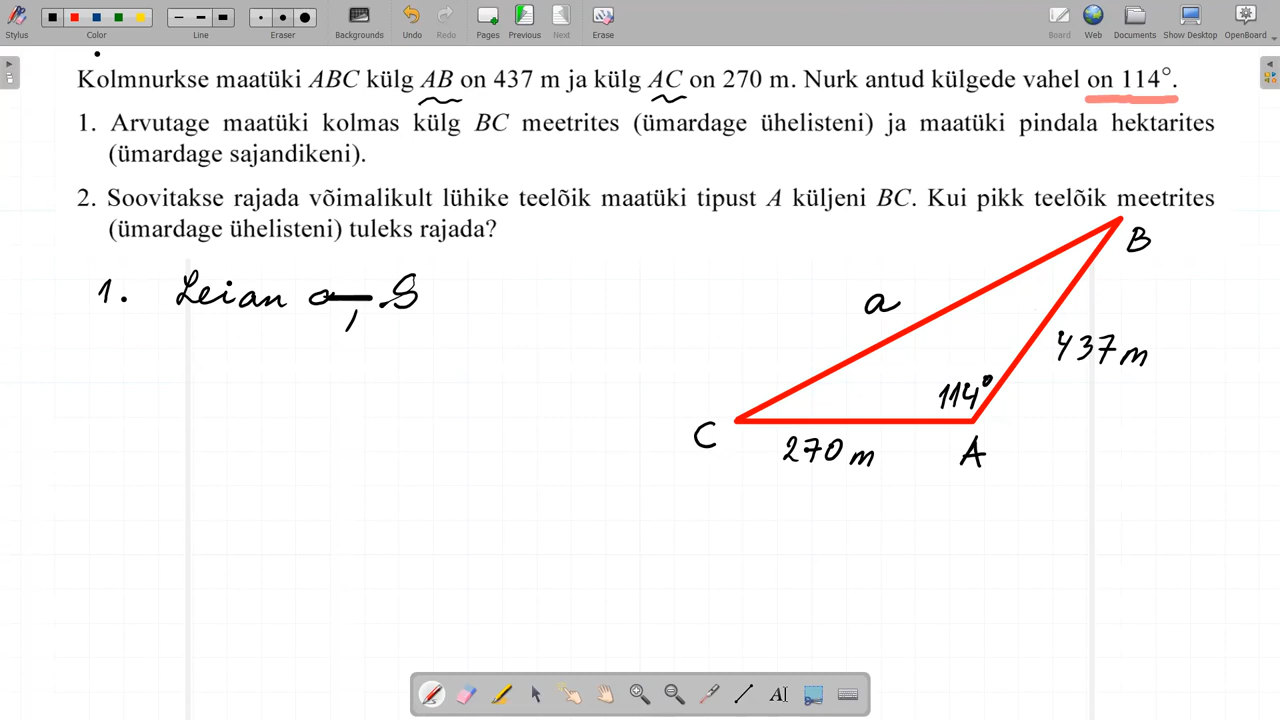 Stylus Color Line Eraser Backgrounds Undo Redo Pages Previous Next Erase Board Web Documents Show Desktop OpenBoard
Kolmnurkse maatüki ABC külg AB on 437 m ja külg AC on 270 m. Nurk antud külgede vahel on 114°.
1. Arvutage maatüki kolmas külg BC meetrites (ümardage ühelisteni) ja maatüki pindala hektarites
(ümardage sajandikeni).
2. Soovitakse rajada võimalikult lühike teelõik maatüki tipust A küljeni BC. Kui pikk teelõik meetrites
(ümardage ühelisteni) tuleks rajada?
B
1. Leian a, S
a
437 m
114°
C
270 m
A